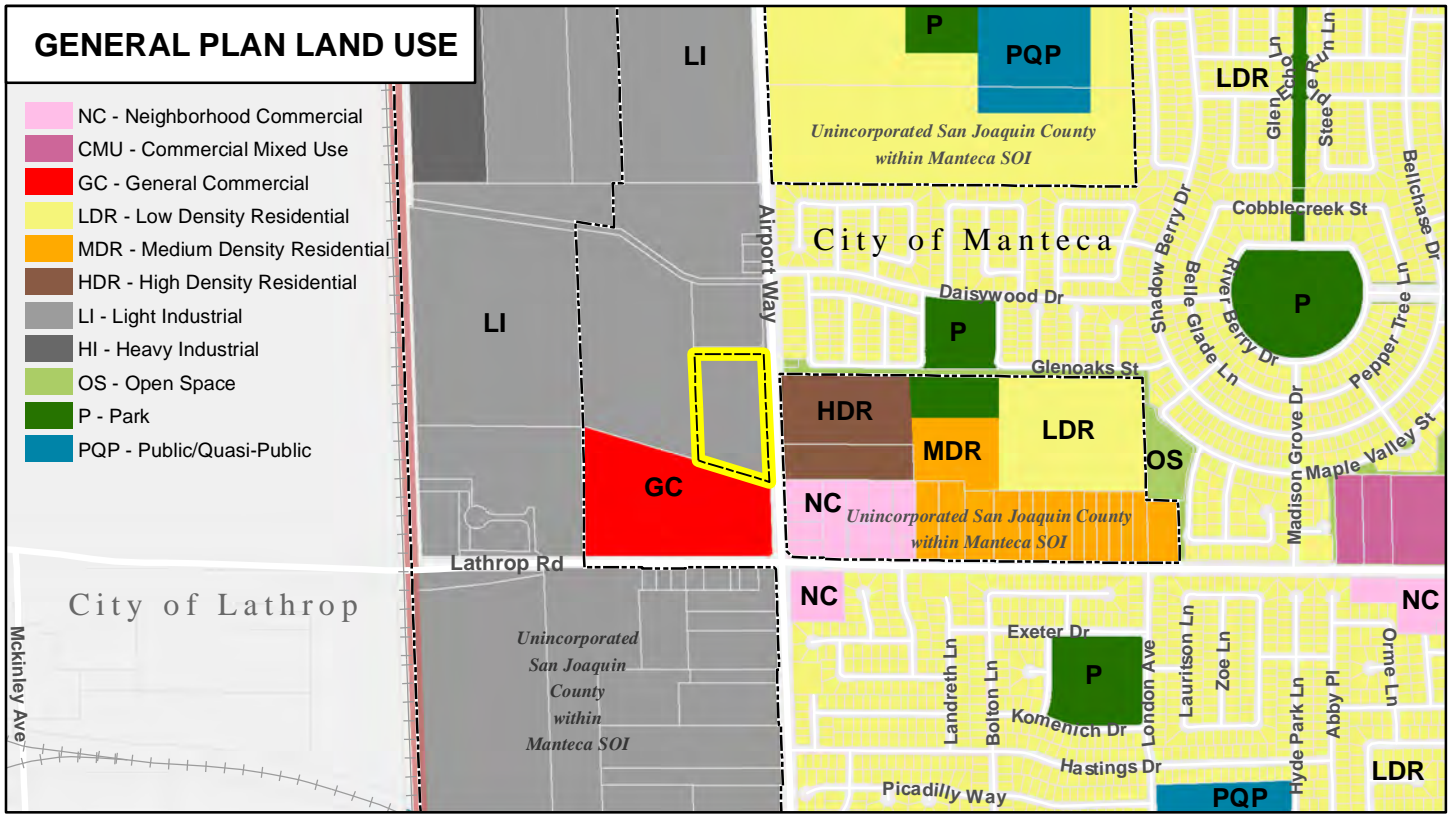 GENERAL PLAN LAND USE
NC - Neighborhood Commercial
CMU - Commercial Mixed Use
GC - General Commercial
LDR - Low Density Residential
MDR - Medium Density Residential
HDR - High Density Residential
LI - Light Industrial
HI - Heavy Industrial
OS - Open Space
P - Park
PQP - Public/Quasi-Public
LI
P
PQP
Unincorporated San Joaquin County
within Manteca SOI
LDR
Glen Echo Ln
Steeple Run Ln
Bellchase Dr
Cobblecreek St
Shadow Berry Dr
Airport Way
City of Manteca
Belle Glade Ln
River Berry Dr
P
Pepper Tree Ln
Daisywood Dr
P
LI
Glenoaks St
HDR
MDR
LDR
OS
Madison Grove Dr
Maple Valley St
GC
NC
Unincorporated San Joaquin County
within Manteca SOI
Lathrop Rd
City of Lathrop
Mckinley Ave
Unincorporated
San Joaquin
County
within
Manteca SOI
NC
NC
Exeter Dr
Landreth Ln
Bolton Ln
P
Komenich Dr
London Ave
Lauritson Ln
Zoe Ln
Hyde Park Ln
Abby Pl
Orme Ln
Hastings Dr
LDR
Picadilly Way
PQP